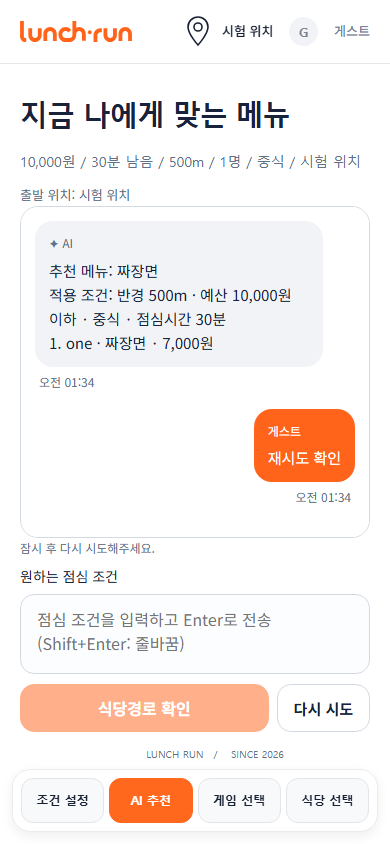 lunch·run
시험 위치
G
게스트
지금 나에게 맞는 메뉴
10,000원 / 30분 남음 / 500m / 1명 / 중식 / 시험 위치
출발 위치: 시험 위치
✦ AI
추천 메뉴: 짜장면
적용 조건: 반경 500m · 예산 10,000원
이하 · 중식 · 점심시간 30분
1. one · 짜장면 · 7,000원
오전 01:34
게스트
재시도 확인
오전 01:34
잠시 후 다시 시도해주세요.
원하는 점심 조건
점심 조건을 입력하고 Enter로 전송
(Shift+Enter: 줄바꿈)
식당경로 확인
다시 시도
LUNCH RUN / SINCE 2026
조건 설정
AI 추천
게임 선택
식당 선택